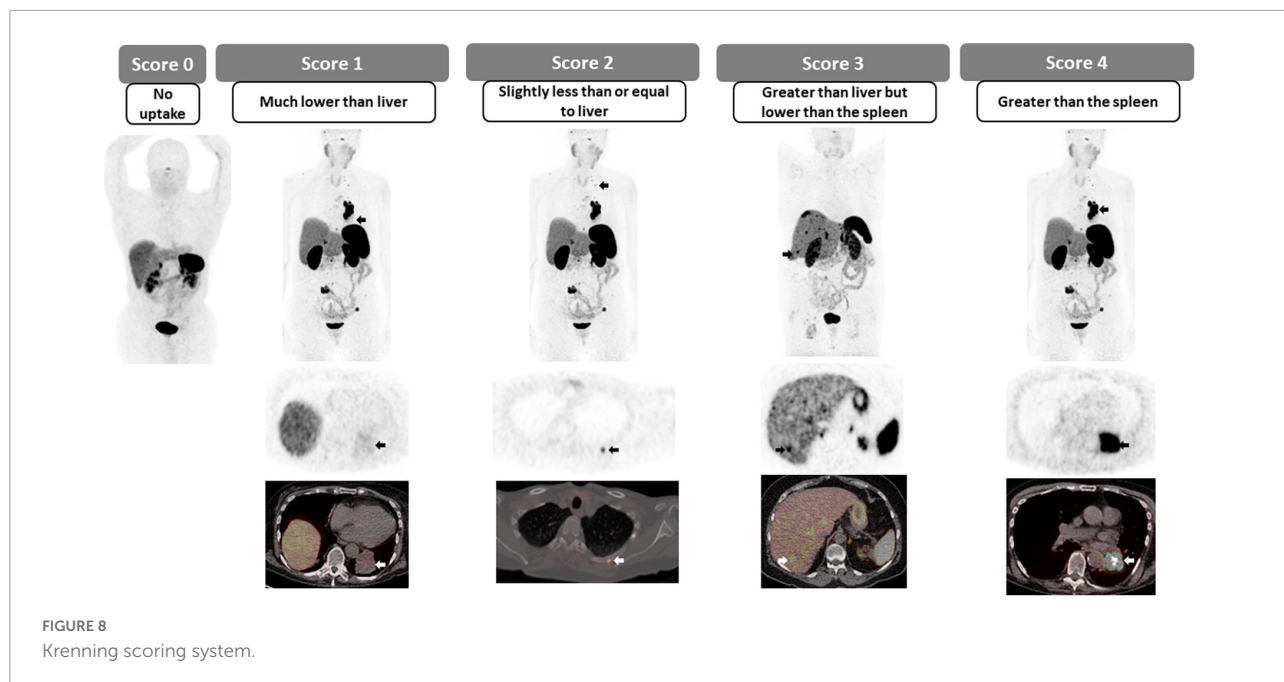 Score 0
Score 1
Score 2
Score 3
Score 4
No
uptake
Much lower than liver
Slightly less than or equal
to liver
Greater than liver but
lower than the spleen
Greater than the spleen
FIGURE 8
Krenning scoring system.